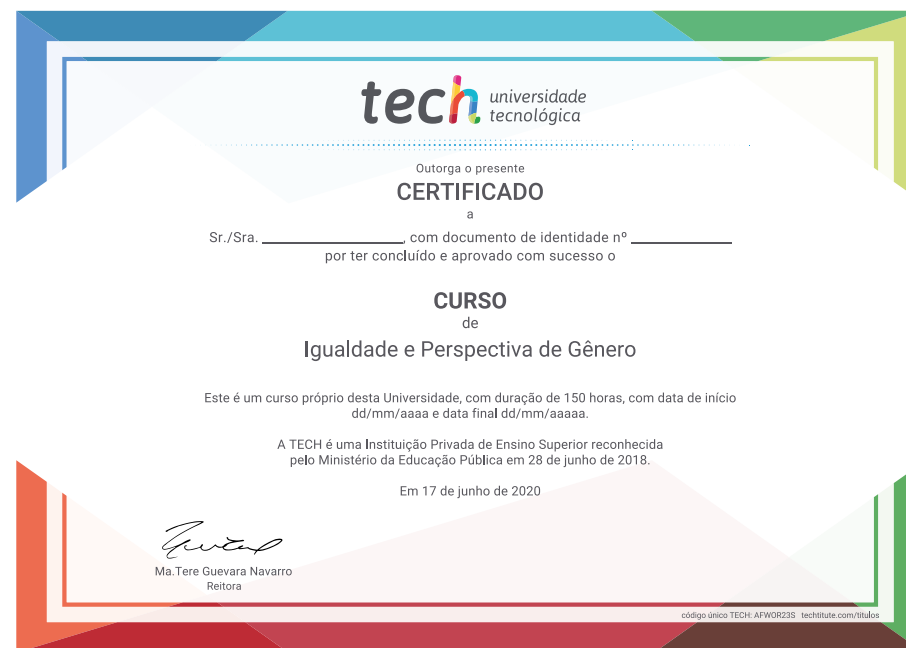 tech universidade
tecnológica
Outorga o presente
CERTIFICADO
a
Sr./Sra. ____________________, com documento de identidade nº ______________
por ter concluído e aprovado com sucesso o
CURSO
de
Igualdade e Perspectiva de Gênero
Este é um curso próprio desta Universidade, com duração de 150 horas, com data de início
dd/mm/aaaa e data final dd/mm/aaaaa.
A TECH é uma Instituição Privada de Ensino Superior reconhecida
pelo Ministério da Educação Pública em 28 de junho de 2018.
Em 17 de junho de 2020
Ma.Tere Guevara Navarro
Reitora
código único TECH: AFWOR23S techtitute.com/títulos